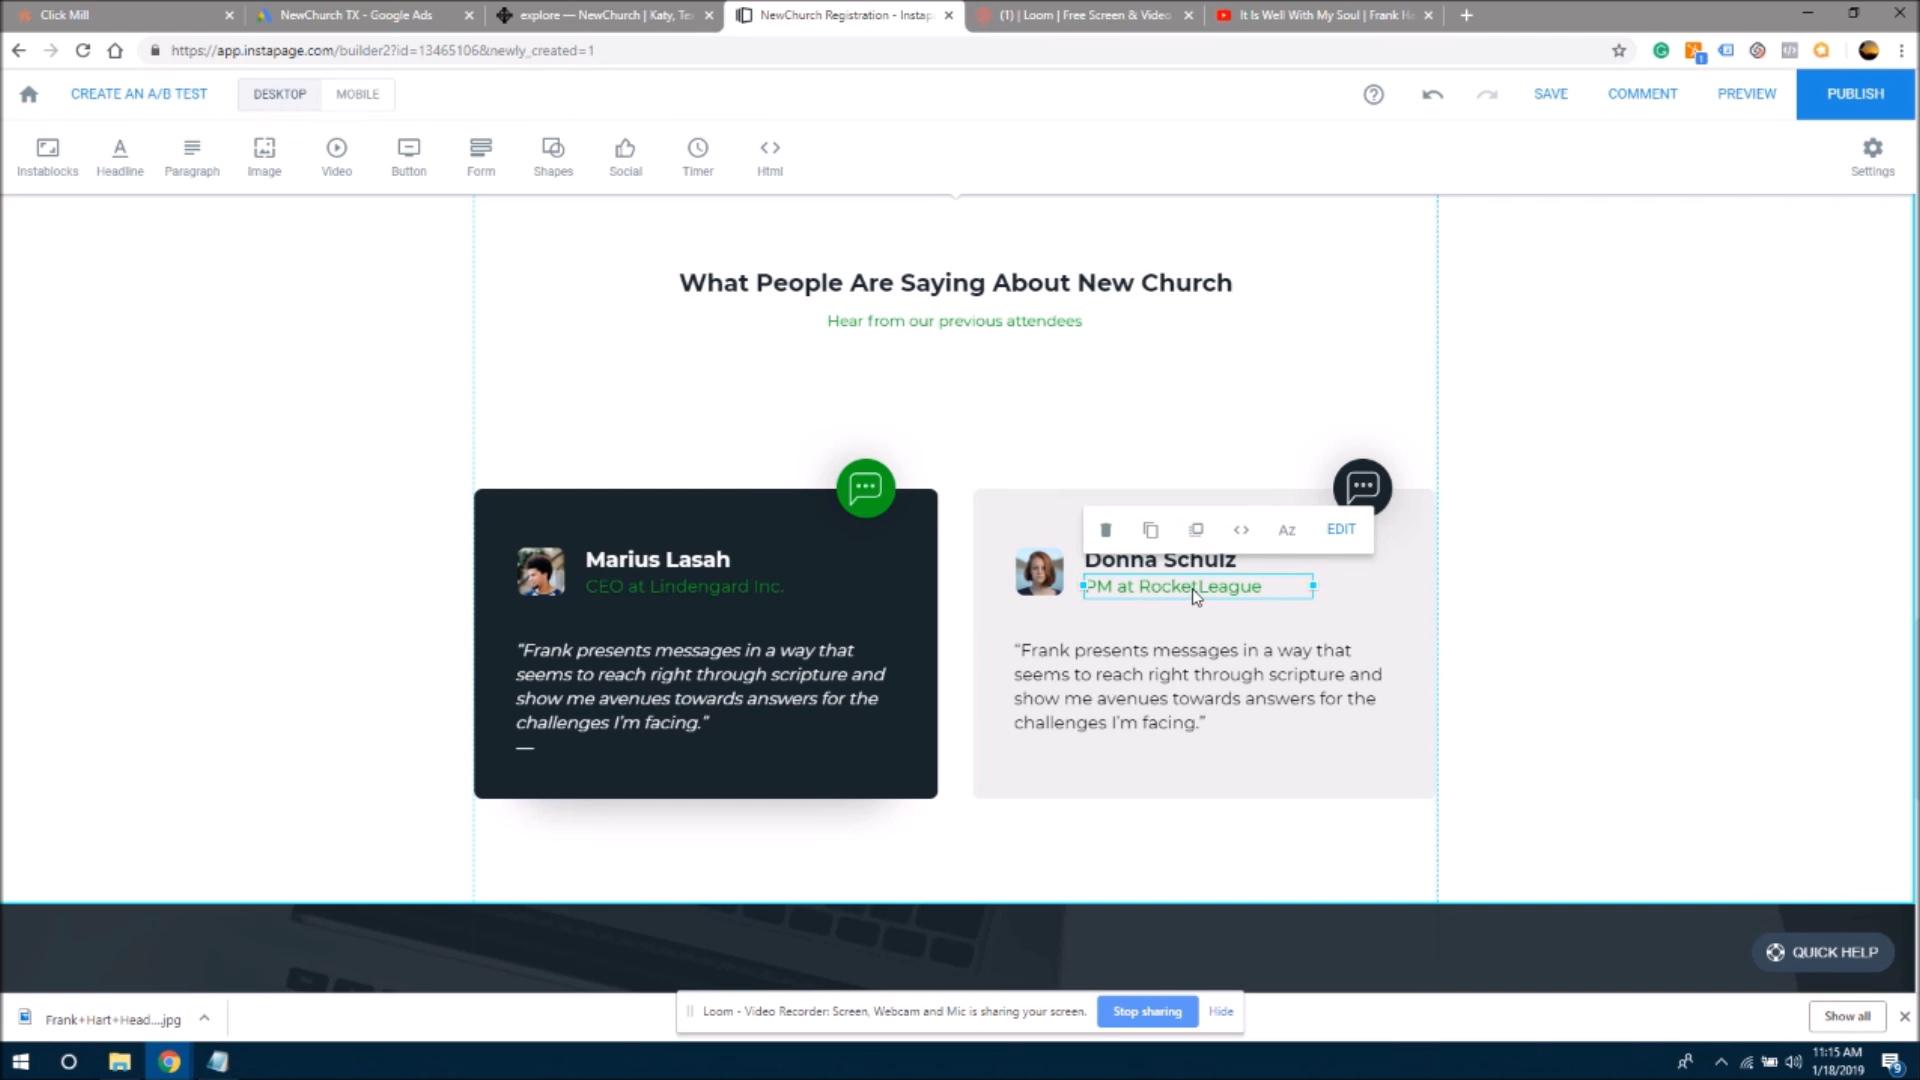 Click Mill
NewChurch TX - Google Ads
explore — NewChurch | Katy, Te
NewChurch Registration - Instap
(1) | Loom | Free Screen & Video
It Is Well With My Soul | Frank H
https://app.instapage.com/builder2?id=13465106&newly_created=1
CREATE AN A/B TEST
DESKTOP
MOBILE
SAVE
COMMENT
PREVIEW
PUBLISH
Instablocks
Headline
Paragraph
Image
Video
Button
Form
Shapes
Social
Timer
Html
Settings
What People Are Saying About New Church
Hear from our previous attendees
AZ
EDIT
Marius Lasah
CEO at Lindengard Inc.
"Frank presents messages in a way that
seems to reach right through scripture and
show me avenues towards answers for the
challenges I'm facing."
—
Donna Schulz
PM at RocketLeague
"Frank presents messages in a way that
seems to reach right through scripture and
show me avenues towards answers for the
challenges I'm facing."
QUICK HELP
Frank+Hart+Head....jpg
Loom - Video Recorder: Screen, Webcam and Mic is sharing your screen.
Stop sharing
Hide
Show all
11:15 AM
1/18/2019
9